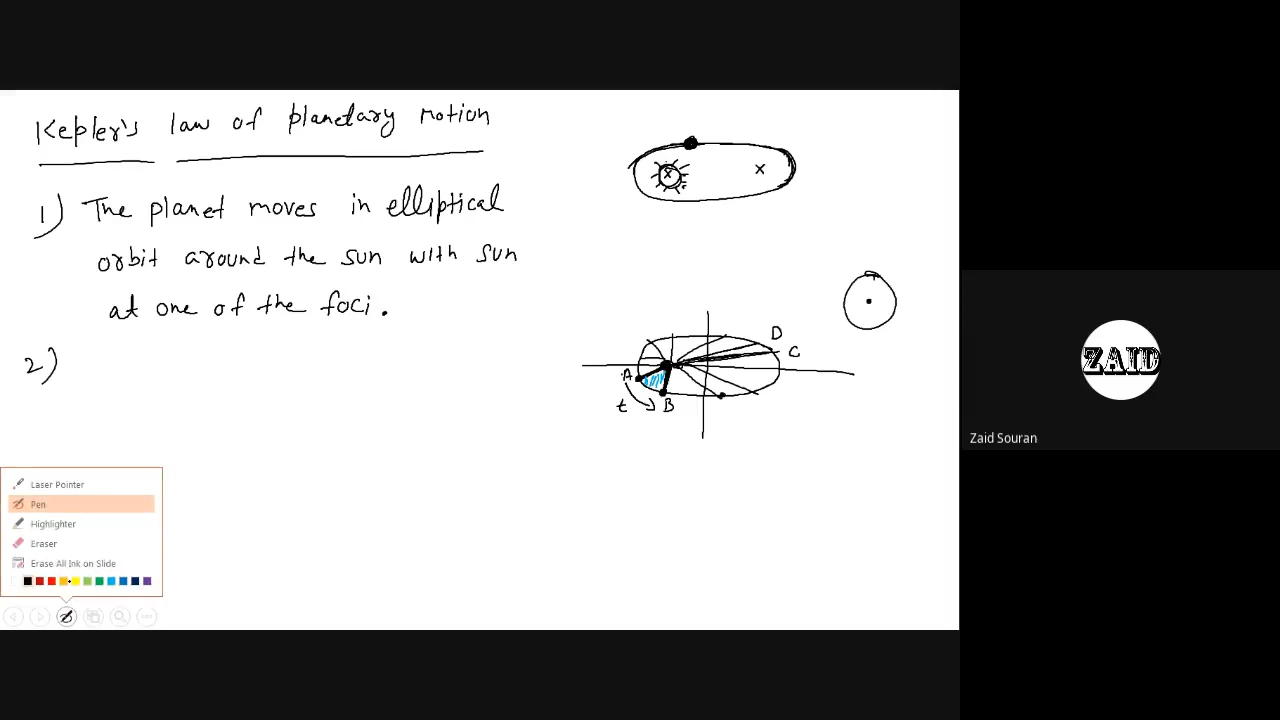 Kepler's law of planetary motion
1) The planet moves in elliptical
orbit around the sun with sun
at one of the foci.
2)
x
x
D
C
A
B
t
Laser Pointer
Pen
Highlighter
Eraser
Erase All Ink on Slide
ZAID
Zaid Souran